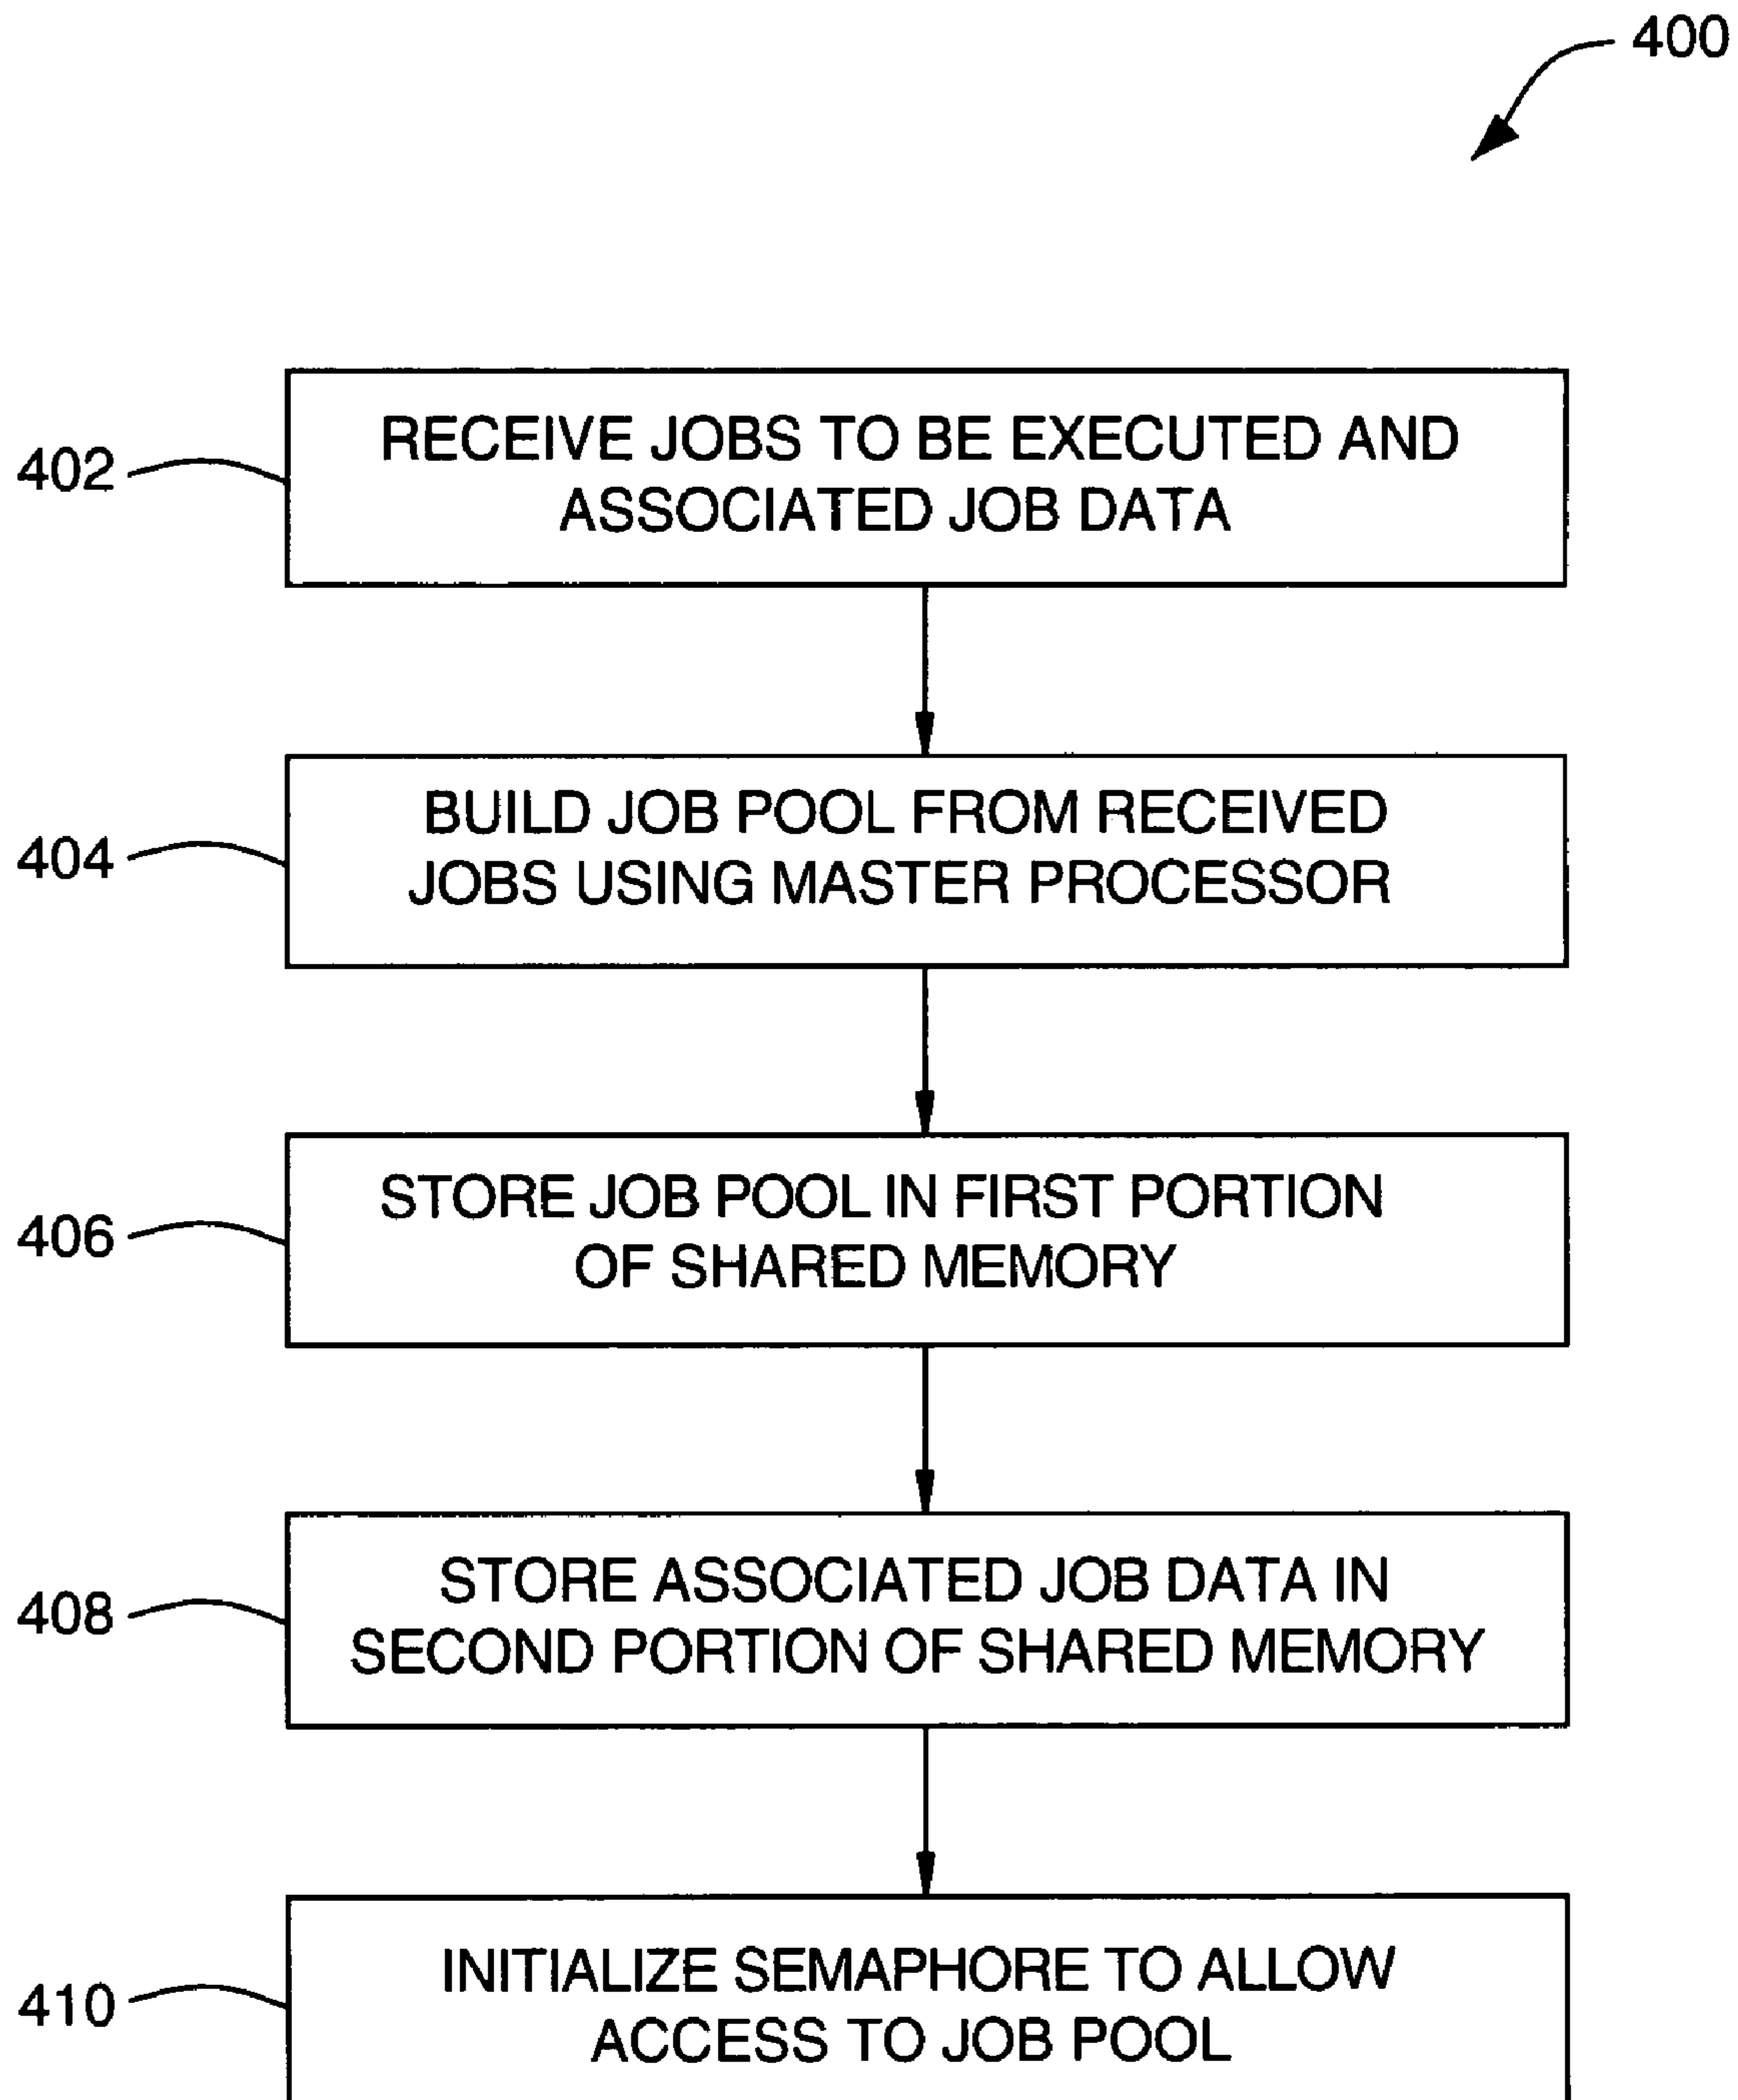 400
402
RECEIVE JOBS TO BE EXECUTED AND
ASSOCIATED JOB DATA
404
BUILD JOB POOL FROM RECEIVED
JOBS USING MASTER PROCESSOR
406
STORE JOB POOL IN FIRST PORTION
OF SHARED MEMORY
408
STORE ASSOCIATED JOB DATA IN
SECOND PORTION OF SHARED MEMORY
410
INITIALIZE SEMAPHORE TO ALLOW
ACCESS TO JOB POOL